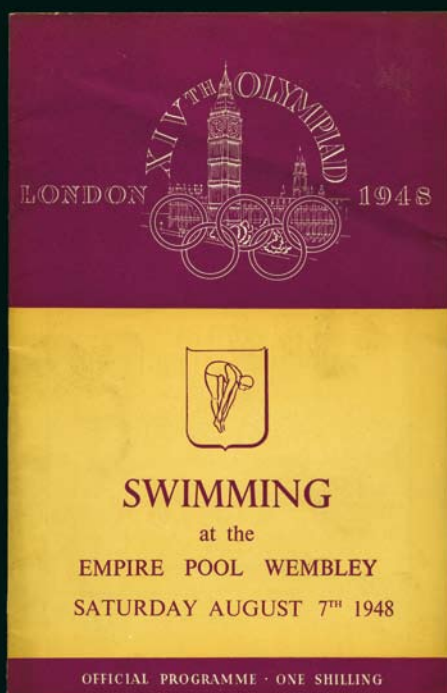 XIVTH OLYMPIAD
LONDON 1948
SWIMMING
at the
EMPIRE POOL WEMBLEY
SATURDAY AUGUST 7TH 1948
OFFICIAL PROGRAMME · ONE SHILLING